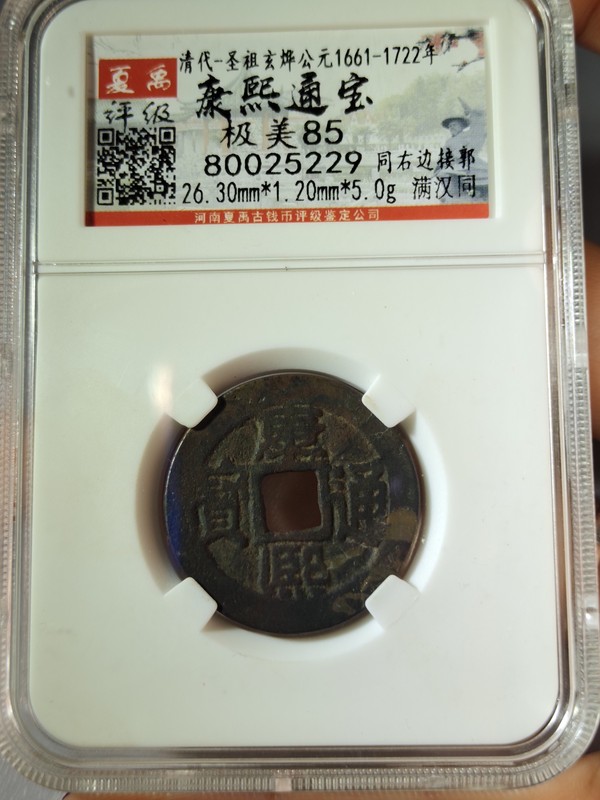 清代-圣祖玄烨公元1661-1722年
夏禹
评级
康熙通宝
极美85
80025229 同右边接郭
26.30mm*1.20mm*5.0g 满汉同
河南夏禹古钱币评级鉴定公司
康熙通寶